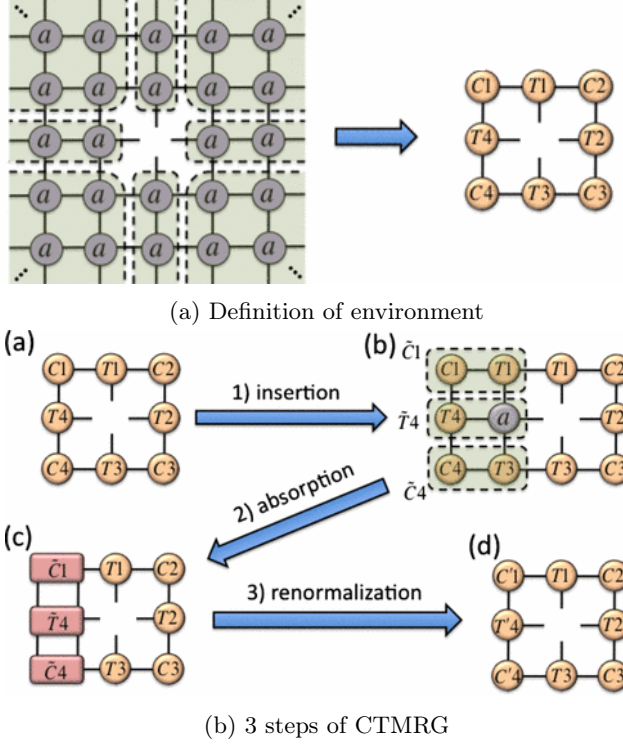 a a a a a
a a a a a
a a a a
a a a a a
a a a a a
C1 T1 C2
T4 T2
C4 T3 C3
(a) Definition of environment
(a)
C1 T1 C2
T4 T2
C4 T3 C3
1) insertion
(b)
C̃1 C1 T1 T1 C2
T̃4 T4 a T2
C̃4 C4 T3 T3 C3
2) absorption
(c)
C̃1 T1 C2
T̃4 T2
C̃4 T3 C3
3) renormalization
(d)
C'1 T1 C2
T'4 T2
C'4 T3 C3
(b) 3 steps of CTMRG